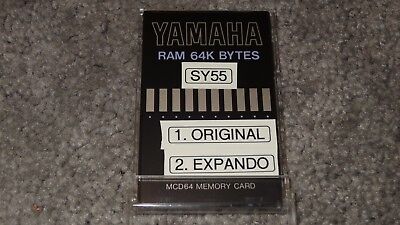 YAMAHA
RAM 64K BYTES
SY55
1. ORIGINAL
2. EXPANDO
MCD64 MEMORY CARD